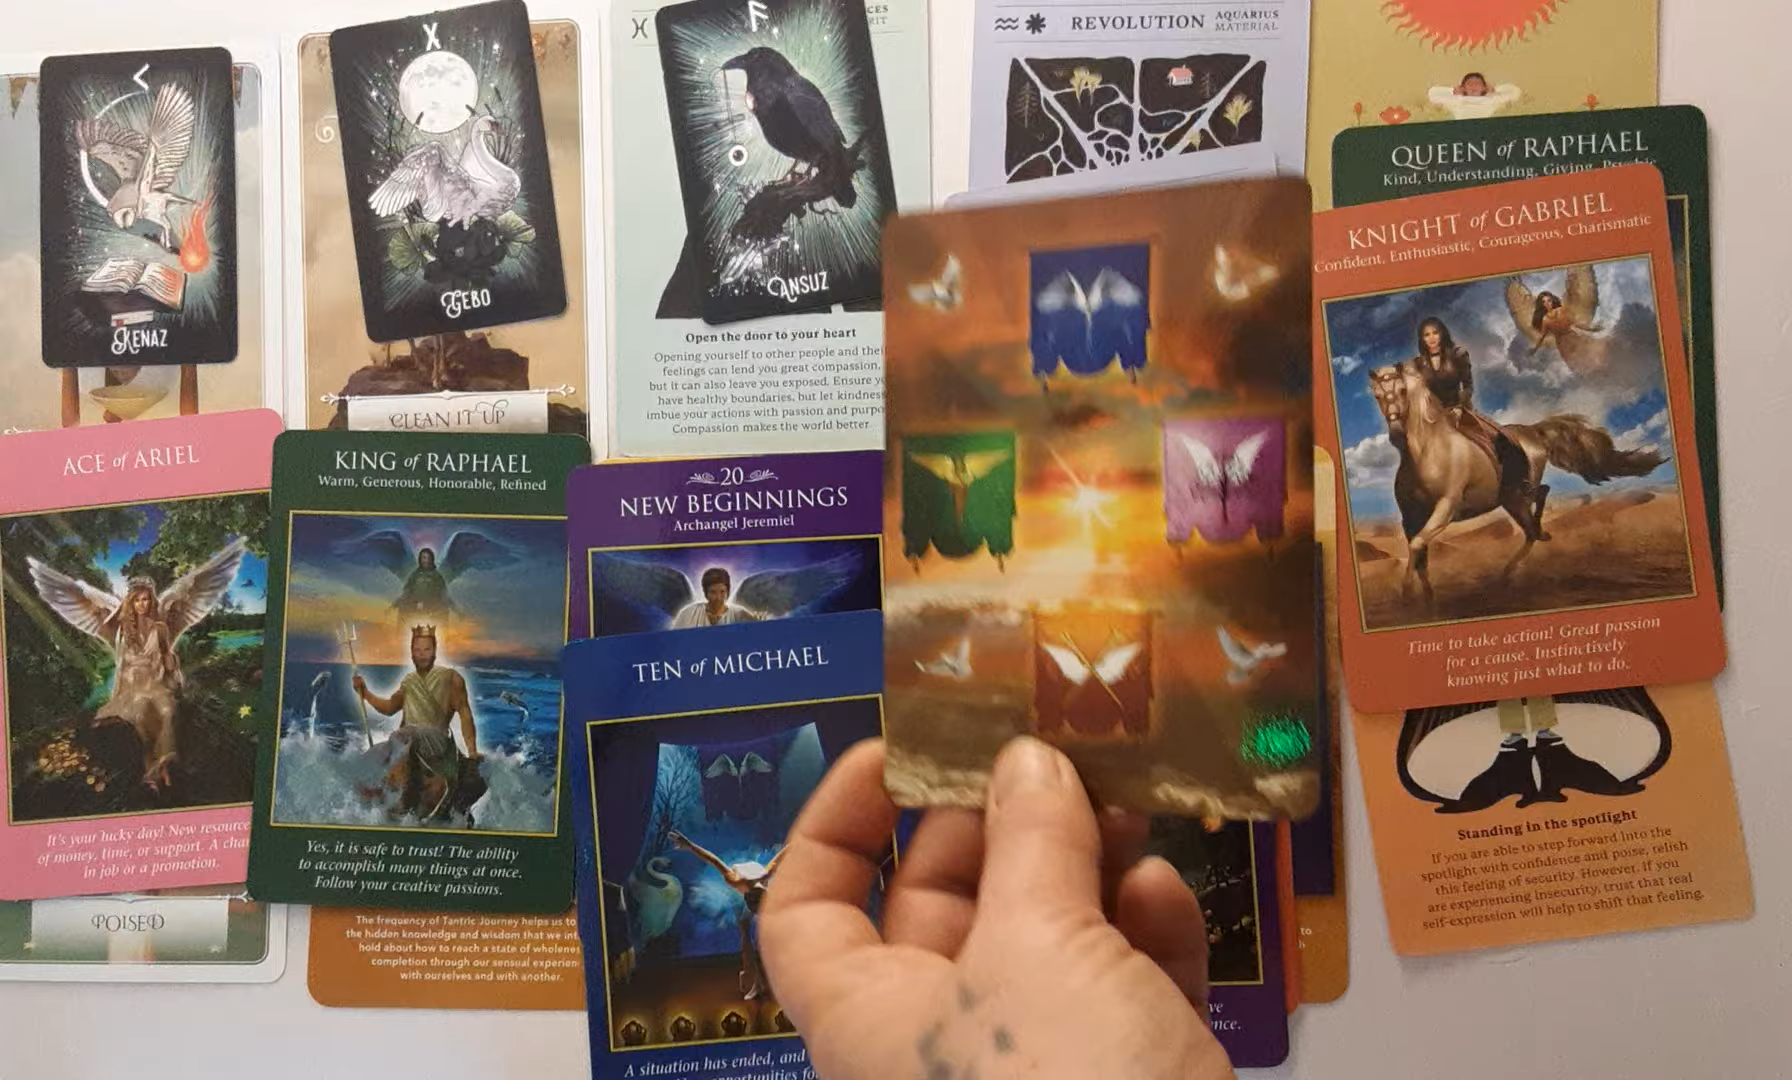 KENAZ
X
GEBO
ANSUZ
Open the door to your heart
Opening yourself to other people and
feelings can lend you great compassion,
but it can also leave you exposed. Ensure
have healthy boundaries, but let kindness
imbue your actions with passion and
Compassion makes the world better
REVOLUTION
AQUARIUS
MATERIAL
QUEEN of RAPHAEL
Kind, Understanding, Giving, Psychic
KNIGHT of GABRIEL
Confident, Enthusiastic, Courageous, Charismatic
Time to take action! Great passion
for a cause. Instinctively
knowing just what to do.
CLEAN IT UP
ACE of ARIEL
It's your lucky day! New
of money, time, or support. A
in job or a promotion.
POISED
KING of RAPHAEL
Warm, Generous, Honorable, Refined
Yes, it is safe to trust! The ability
to accomplish many things at once.
Follow your creative passions.
The frequency of Tantric Journey helps us to
the hidden knowledge and wisdom that we
hold about how to reach a state of
completion through our sensual
with ourselves and with another.
20
NEW BEGINNINGS
Archangel Jeremiel
TEN of MICHAEL
A situation has ended, and
Standing in the spotlight
If you are able to step forward into the
spotlight with confidence and poise, relish
this feeling of security. However, if you
are experiencing insecurity, trust that real
self-expression will help to shift that feeling.